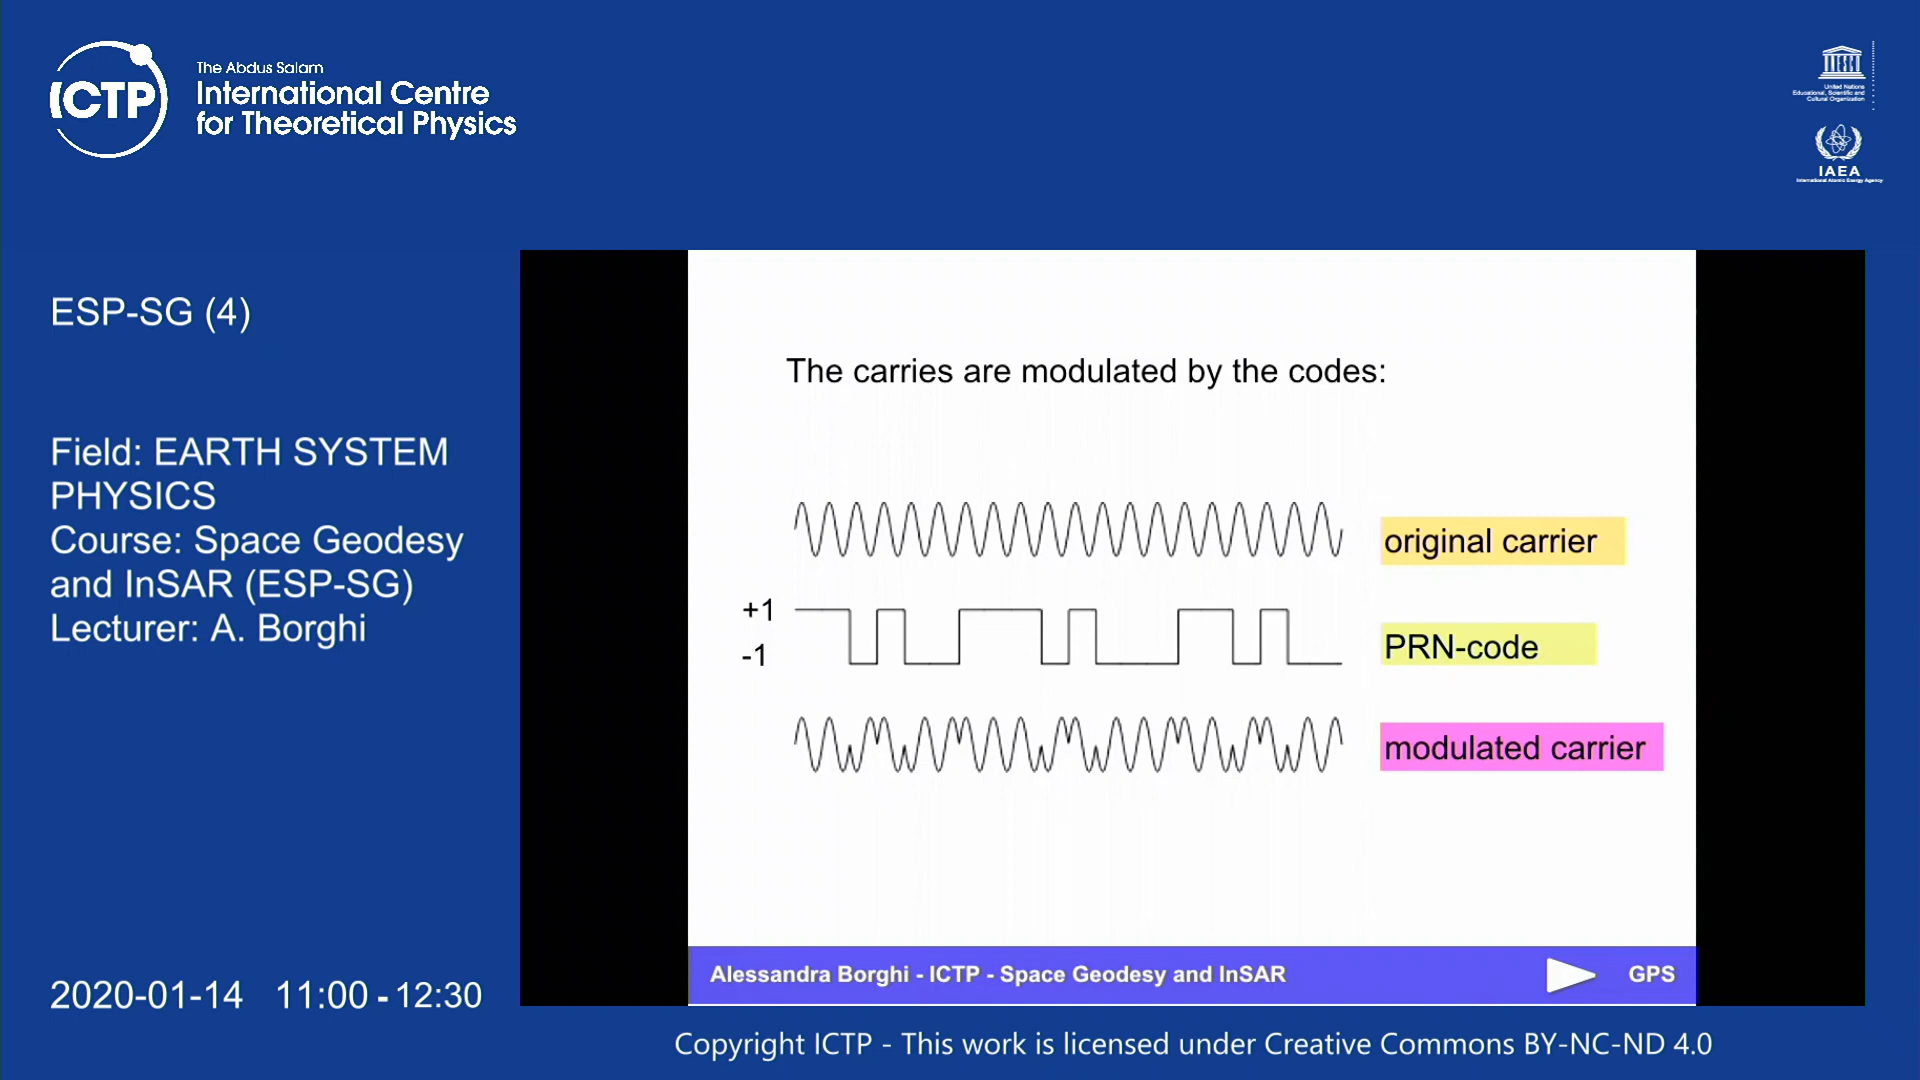 ICTP
The Abdus Salam
International Centre
for Theoretical Physics
United Nations
Educational, Scientific and
Cultural Organization
IAEA
International Atomic Energy Agency
ESP-SG (4)
Field: EARTH SYSTEM
PHYSICS
Course: Space Geodesy
and InSAR (ESP-SG)
Lecturer: A. Borghi
2020-01-14 11:00 - 12:30
The carries are modulated by the codes:
original carrier
+1
-1
PRN-code
modulated carrier
Alessandra Borghi - ICTP - Space Geodesy and InSAR
GPS
Copyright ICTP - This work is licensed under Creative Commons BY-NC-ND 4.0